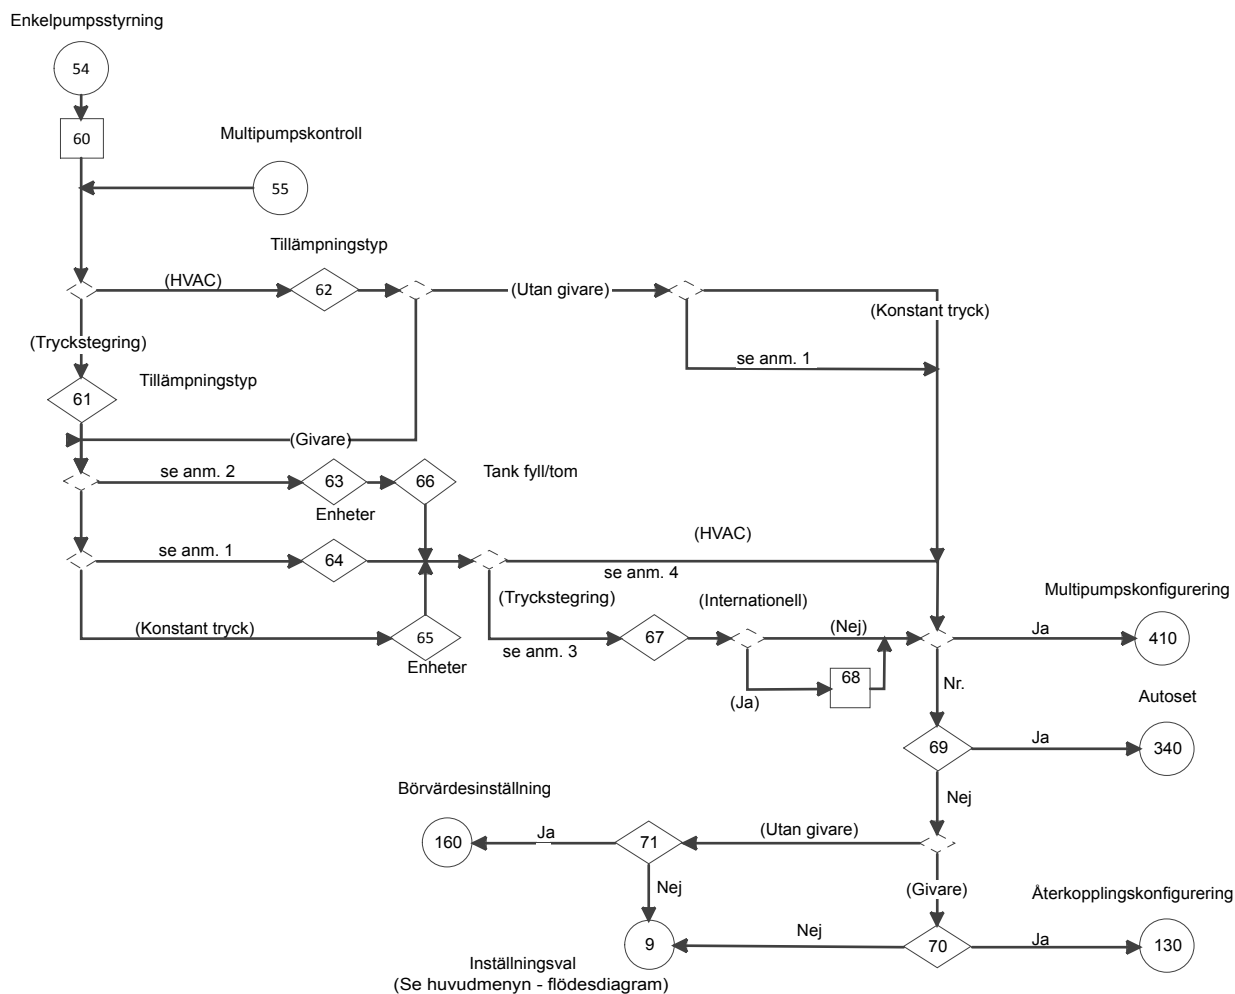 Enkelpumpsstyrning
54
60
Multipumpskontroll
55
Tillämpningstyp
(HVAC)
62
(Utan givare)
(Konstant tryck)
(Tryckstegring)
se anm. 1
Tillämpningstyp
61
(Givare)
se anm. 2
63
66
Tank fyll/tom
Enheter
(HVAC)
se anm. 1
64
se anm. 4
(Tryckstegring)
(Internationell)
Multipumpskonfigurering
(Konstant tryck)
65
67
(Nej)
Ja
410
se anm. 3
Enheter
68
Nr.
(Ja)
Autoset
69
Ja
340
Börvärdesinställning
Nej
160
Ja
71
(Utan givare)
Nej
(Givare)
Återkopplingskonfigurering
9
Nej
70
Ja
130
Inställningsval
(Se huvudmenyn - flödesdiagram)